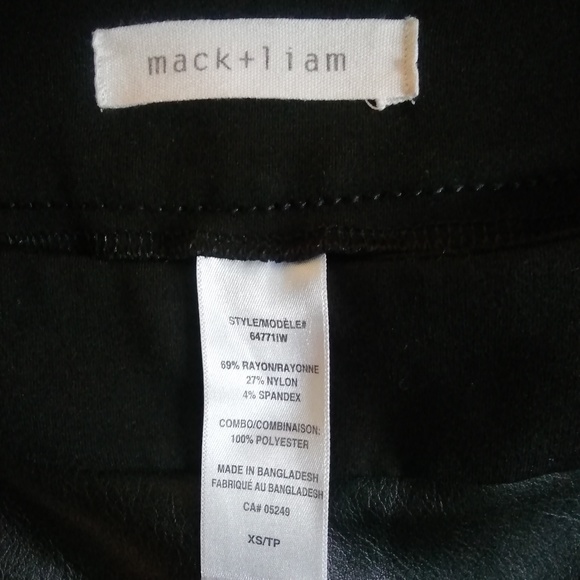 mack+liam
STYLE/MODÈLE#
64771IW
69% RAYON/RAYONNE
27% NYLON
4% SPANDEX
COMBO/COMBINAISON:
100% POLYESTER
MADE IN BANGLADESH
FABRIQUÉ AU BANGLADESH
CA# 05249
XS/TP